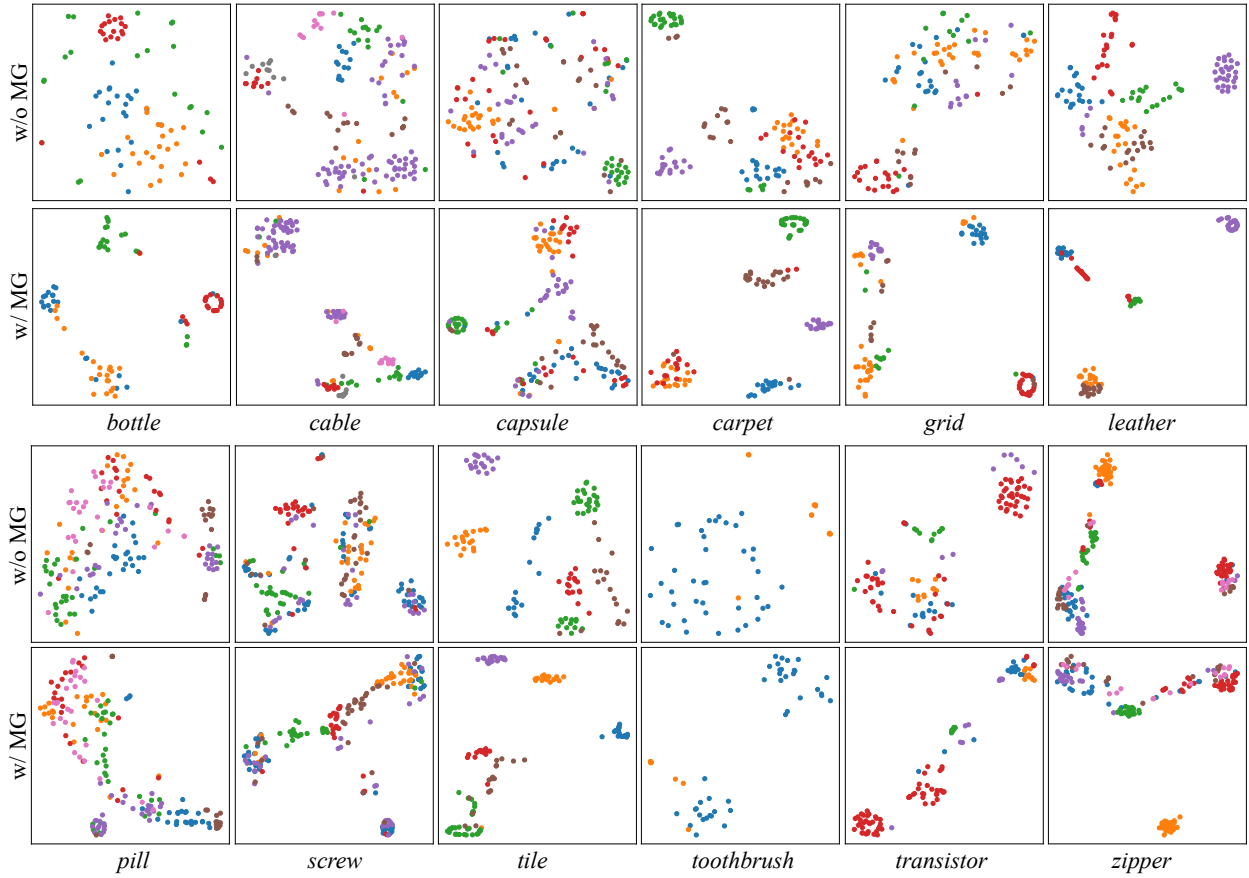 w/o MG
w/ MG
bottle cable capsule carpet grid leather
w/o MG
w/ MG
pill screw tile toothbrush transistor zipper